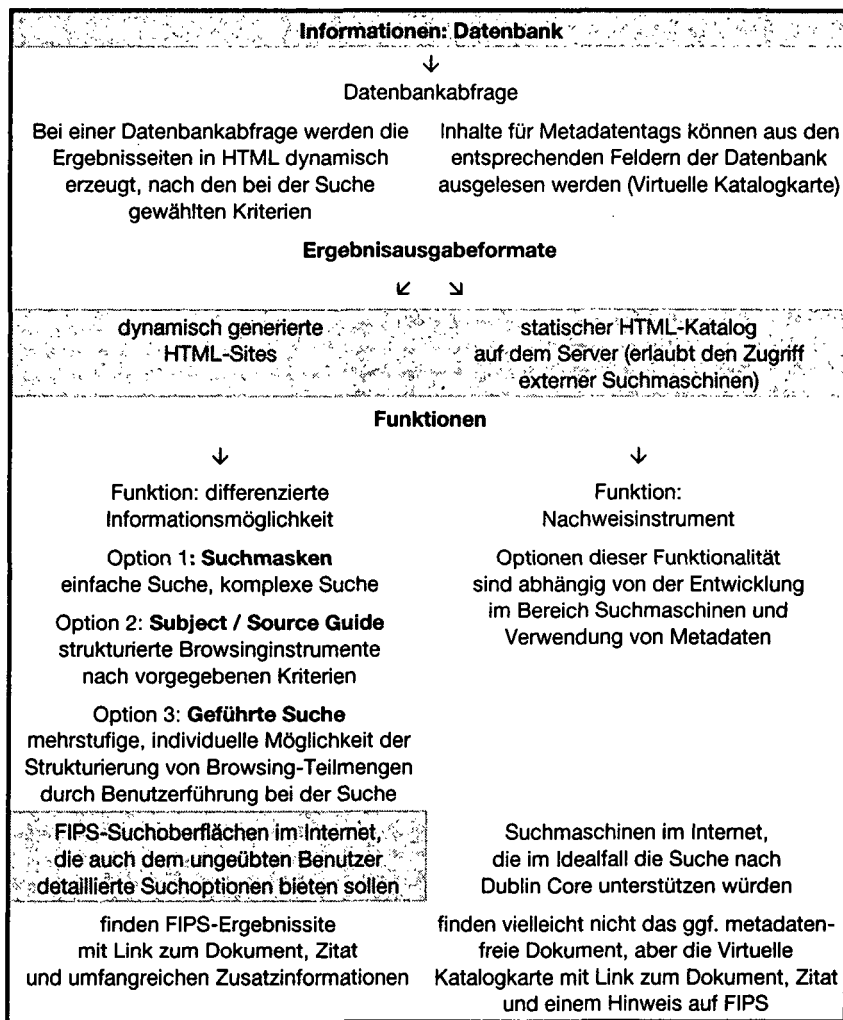 Informationen: Datenbank
↓
Datenbankabfrage
Bei einer Datenbankabfrage werden die
Ergebnisseiten in HTML dynamisch
erzeugt, nach den bei der Suche
gewählten Kriterien
Inhalte für Metadatentags können aus den
entsprechenden Feldern der Datenbank
ausgelesen werden (Virtuelle Katalogkarte)
Ergebnisausgabeformate
↙ ↘
dynamisch generierte
HTML-Sites
statischer HTML-Katalog
auf dem Server (erlaubt den Zugriff
externer Suchmaschinen)
Funktionen
↓
Funktion: differenzierte
Informationsmöglichkeit
Option 1: Suchmasken
einfache Suche, komplexe Suche
Option 2: Subject / Source Guide
strukturierte Browsinginstrumente
nach vorgegebenen Kriterien
Option 3: Geführte Suche
mehrstufige, individuelle Möglichkeit der
Strukturierung von Browsing-Teilmengen
durch Benutzerführung bei der Suche
FIPS-Suchoberflächen im Internet,
die auch dem ungeübten Benutzer
detaillierte Suchoptionen bieten sollen
finden FIPS-Ergebnissite
mit Link zum Dokument, Zitat
und umfangreichen Zusatzinformationen
↓
Funktion:
Nachweisinstrument
Optionen dieser Funktionalität
sind abhängig von der Entwicklung
im Bereich Suchmaschinen und
Verwendung von Metadaten
Suchmaschinen im Internet,
die im Idealfall die Suche nach
Dublin Core unterstützen würden
finden vielleicht nicht das ggf. metadaten-
freie Dokument, aber die Virtuelle
Katalogkarte mit Link zum Dokument, Zitat
und einem Hinweis auf FIPS